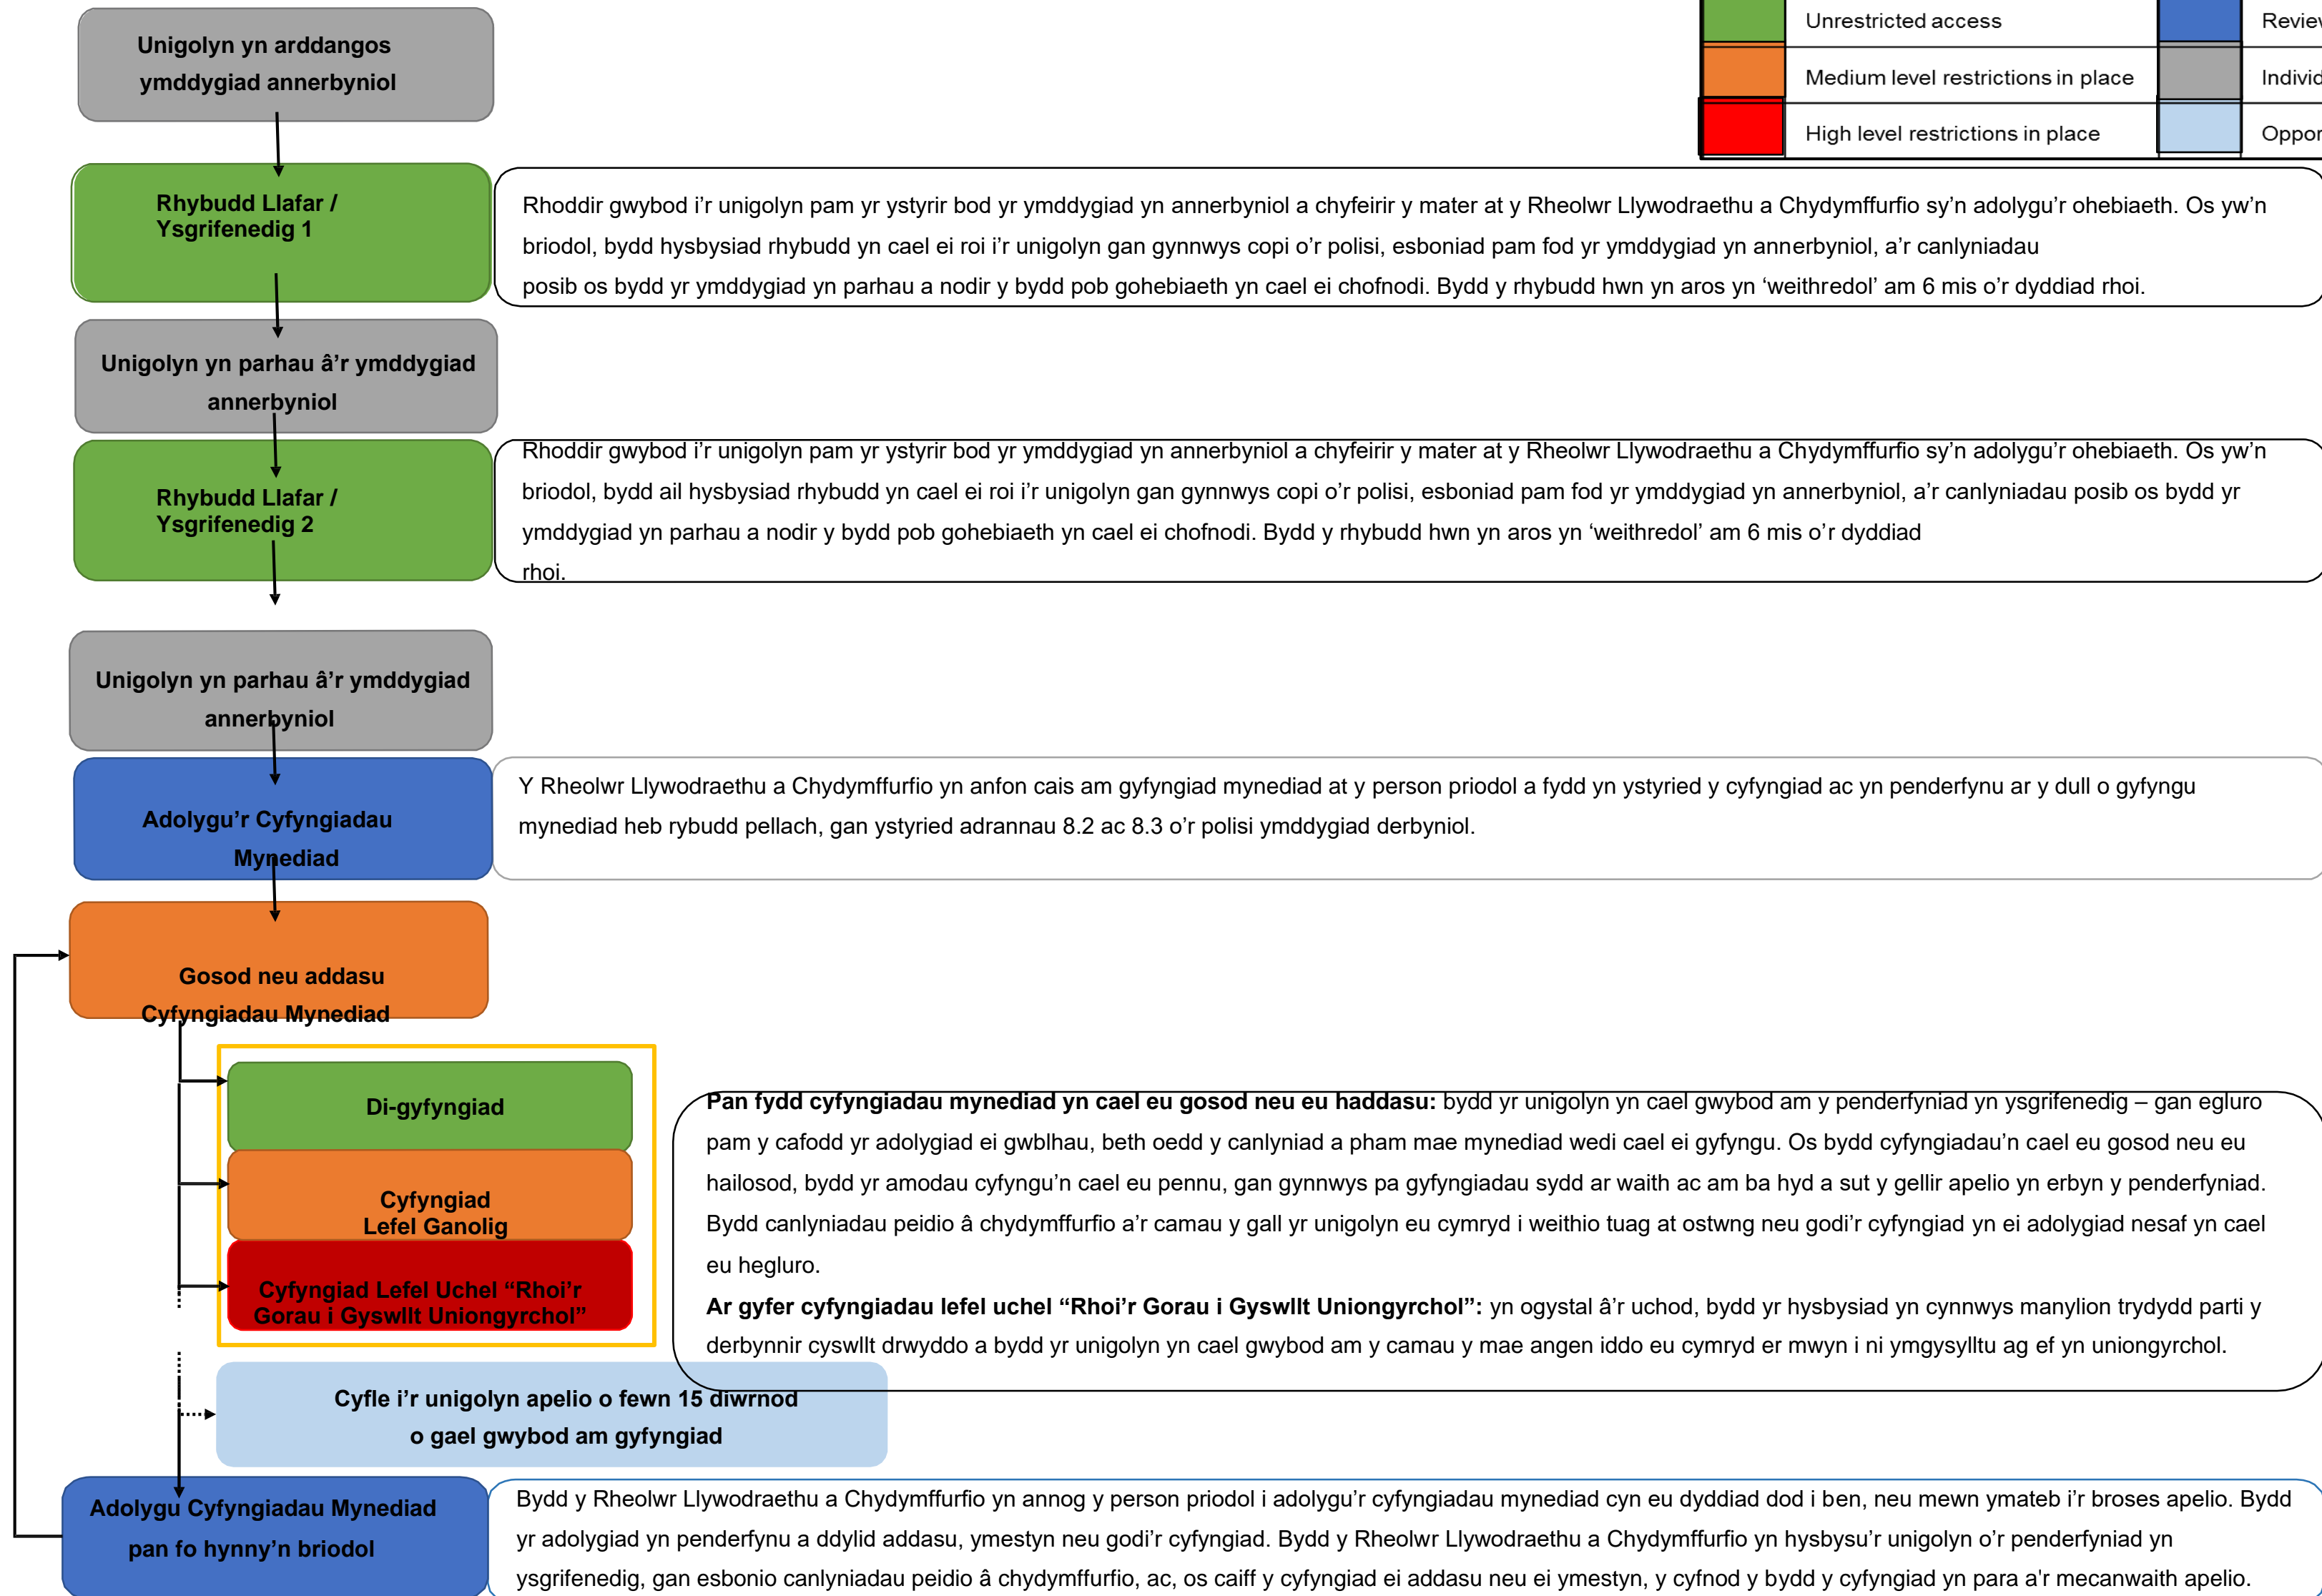 Unrestricted access
Medium level restrictions in place
High level restrictions in place
Unigolyn yn arddangos
ymddygiad annerbyniol
Rhybudd Llafar /
Ysgrifenedig 1
Rhoddir gwybod i’r unigolyn pam yr ystyrir bod yr ymddygiad yn annerbyniol a chyfeirir y mater at y Rheolwr Llywodraethu a Chydymffurfio sy’n adolygu’r ohebiaeth. Os yw’n
briodol, bydd hysbysiad rhybudd yn cael ei roi i’r unigolyn gan gynnwys copi o’r polisi, esboniad pam fod yr ymddygiad yn annerbyniol, a’r canlyniadau
posib os bydd yr ymddygiad yn parhau a nodir y bydd pob gohebiaeth yn cael ei chofnodi. Bydd y rhybudd hwn yn aros yn ‘weithredol’ am 6 mis o’r dyddiad rhoi.
Unigolyn yn parhau â’r ymddygiad
annerbyniol
Rhybudd Llafar /
Ysgrifenedig 2
Rhoddir gwybod i’r unigolyn pam yr ystyrir bod yr ymddygiad yn annerbyniol a chyfeirir y mater at y Rheolwr Llywodraethu a Chydymffurfio sy’n adolygu’r ohebiaeth. Os yw’n
briodol, bydd ail hysbysiad rhybudd yn cael ei roi i’r unigolyn gan gynnwys copi o’r polisi, esboniad pam fod yr ymddygiad yn annerbyniol, a’r canlyniadau posib os bydd yr
ymddygiad yn parhau a nodir y bydd pob gohebiaeth yn cael ei chofnodi. Bydd y rhybudd hwn yn aros yn ‘weithredol’ am 6 mis o’r dyddiad
rhoi.
Unigolyn yn parhau â’r ymddygiad
annerbyniol
Adolygu’r Cyfyngiadau
Mynediad
Y Rheolwr Llywodraethu a Chydymffurfio yn anfon cais am gyfyngiad mynediad at y person priodol a fydd yn ystyried y cyfyngiad ac yn penderfynu ar y dull o gyfyngu
mynediad heb rybudd pellach, gan ystyried adrannau 8.2 ac 8.3 o’r polisi ymddygiad derbyniol.
Gosod neu addasu
Cyfyngiadau Mynediad
Di-gyfyngiad
Cyfyngiad
Lefel Ganolig
Cyfyngiad Lefel Uchel “Rhoi’r
Gorau i Gyswllt Uniongyrchol”
Pan fydd cyfyngiadau mynediad yn cael eu gosod neu eu haddasu: bydd yr unigolyn yn cael gwybod am y penderfyniad yn ysgrifenedig – gan egluro
pam y cafodd yr adolygiad ei gwblhau, beth oedd y canlyniad a pham mae mynediad wedi cael ei gyfyngu. Os bydd cyfyngiadau’n cael eu gosod neu eu
hailosod, bydd yr amodau cyfyngu’n cael eu pennu, gan gynnwys pa gyfyngiadau sydd ar waith ac am ba hyd a sut y gellir apelio yn erbyn y penderfyniad.
Bydd canlyniadau peidio â chydymffurfio a’r camau y gall yr unigolyn eu cymryd i weithio tuag at ostwng neu godi’r cyfyngiad yn ei adolygiad nesaf yn cael
eu hegluro.
Ar gyfer cyfyngiadau lefel uchel “Rhoi’r Gorau i Gyswllt Uniongyrchol”: yn ogystal â’r uchod, bydd yr hysbysiad yn cynnwys manylion trydydd parti y
derbynnir cyswllt drwyddo a bydd yr unigolyn yn cael gwybod am y camau y mae angen iddo eu cymryd er mwyn i ni ymgysylltu ag ef yn uniongyrchol.
Cyfle i’r unigolyn apelio o fewn 15 diwrnod
o gael gwybod am gyfyngiad
Adolygu Cyfyngiadau Mynediad
pan fo hynny’n briodol
Bydd y Rheolwr Llywodraethu a Chydymffurfio yn annog y person priodol i adolygu’r cyfyngiadau mynediad cyn eu dyddiad dod i ben, neu mewn ymateb i’r broses apelio. Bydd
yr adolygiad yn penderfynu a ddylid addasu, ymestyn neu godi’r cyfyngiad. Bydd y Rheolwr Llywodraethu a Chydymffurfio yn hysbysu’r unigolyn o’r penderfyniad yn
ysgrifenedig, gan esbonio canlyniadau peidio â chydymffurfio, ac, os caiff y cyfyngiad ei addasu neu ei ymestyn, y cyfnod y bydd y cyfyngiad yn para a'r mecanwaith apelio.